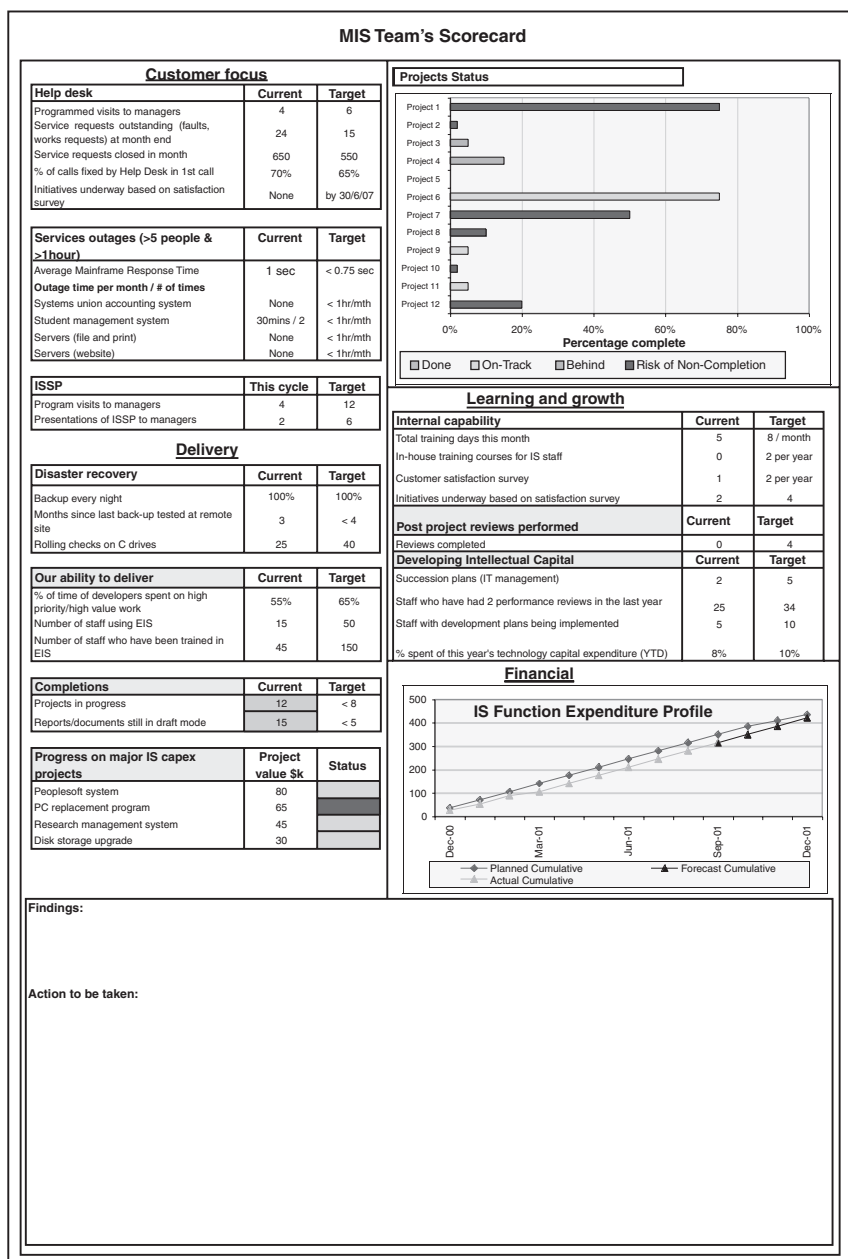 MIS Team's Scorecard
Customer focus
Help desk Current Target
Programmed visits to managers 4 6
Service requests outstanding (faults,
works requests) at month end 24 15
Service requests closed in month 650 550
% of calls fixed by Help Desk in 1st call 70% 65%
Initiatives underway based on satisfaction
survey None by 30/6/07
Services outages (>5 people & Current Target
>1hour)
Average Mainframe Response Time 1 sec < 0.75 sec
Outage time per month / # of times
Systems union accounting system None < 1hr/mth
Student management system 30mins / 2 < 1hr/mth
Servers (file and print) None < 1hr/mth
Servers (website) None < 1hr/mth
ISSP This cycle Target
Program visits to managers 4 12
Presentations of ISSP to managers 2 6
Delivery
Disaster recovery Current Target
Backup every night 100% 100%
Months since last back-up tested at remote
site 3 < 4
Rolling checks on C drives 25 40
Our ability to deliver Current Target
% of time of developers spent on high
priority/high value work 55% 65%
Number of staff using EIS 15 50
Number of staff who have been trained in
EIS 45 150
Completions Current Target
Projects in progress 12 < 8
Reports/documents still in draft mode 15 < 5
Progress on major IS capex Project Status
projects value $k
Peoplesoft system 80
PC replacement program 65
Research management system 45
Disk storage upgrade 30
Projects Status
Project 1
Project 2
Project 3
Project 4
Project 5
Project 6
Project 7
Project 8
Project 9
Project 10
Project 11
Project 12
0% 20% 40% 60% 80% 100%
Percentage complete
Done On-Track Behind Risk of Non-Completion
Learning and growth
Internal capability Current Target
Total training days this month 5 8 / month
In-house training courses for IS staff 0 2 per year
Customer satisfaction survey 1 2 per year
Initiatives underway based on satisfaction survey 2 4
Post project reviews performed Current Target
Reviews completed 0 4
Developing Intellectual Capital Current Target
Succession plans (IT management) 2 5
Staff who have had 2 performance reviews in the last year 25 34
Staff with development plans being implemented 5 10
% spent of this year's technology capital expenditure (YTD) 8% 10%
Financial
IS Function Expenditure Profile
500
400
300
200
100
0
Dec-00 Mar-01 Jun-01 Sep-01 Dec-01
Planned Cumulative Forecast Cumulative
Actual Cumulative
Findings:
Action to be taken: